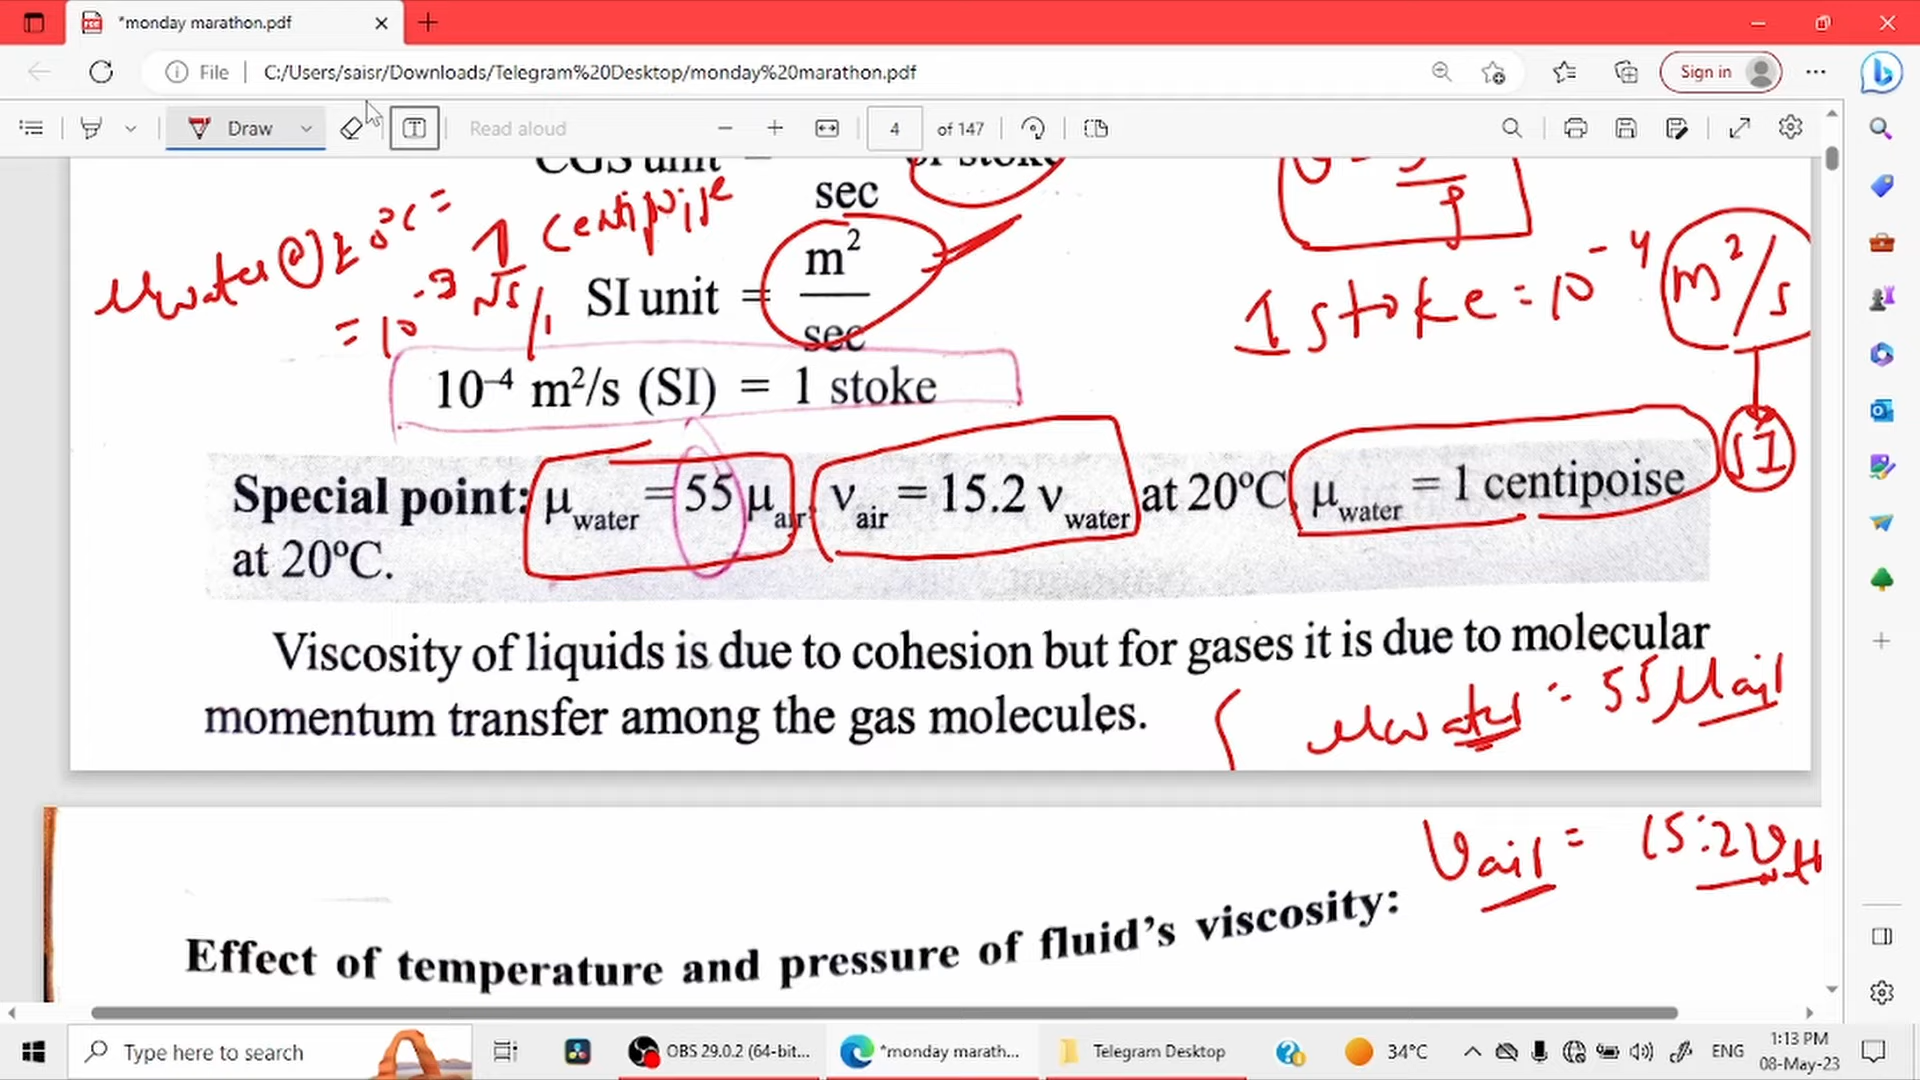 *monday marathon.pdf
File
C:/Users/saisr/Downloads/Telegram%20Desktop/monday%20marathon.pdf
Sign in
Draw
Read aloud
4
of 147
CGS unit =
or stoke
sec
μwater @ 20°C =
1 centipoise
= 10⁻³
SI unit = m²
sec
1 stoke = 10⁻⁴ m²/s
SI
10⁻⁴ m²/s (SI) = 1 stoke
Special point: μwater = 55 μair, νair = 15.2 νwater at 20°C, μwater = 1 centipoise
at 20°C.
Viscosity of liquids is due to cohesion but for gases it is due to molecular
momentum transfer among the gas molecules.
μwater = 55 μair
νair = 15.2 ν
Effect of temperature and pressure of fluid's viscosity:
Type here to search
OBS 29.0.2 (64-bit...
*monday marath...
Telegram Desktop
34°C
ENG
1:13 PM
08-May-23